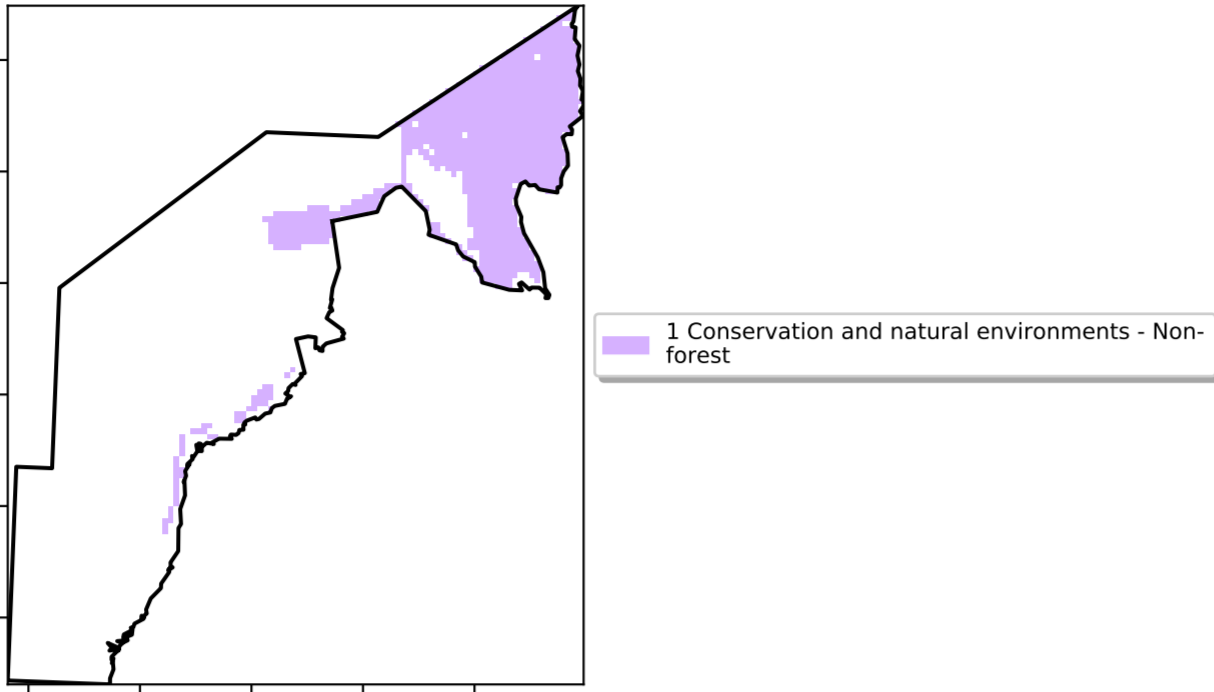 1 Conservation and natural environments - Non-
forest